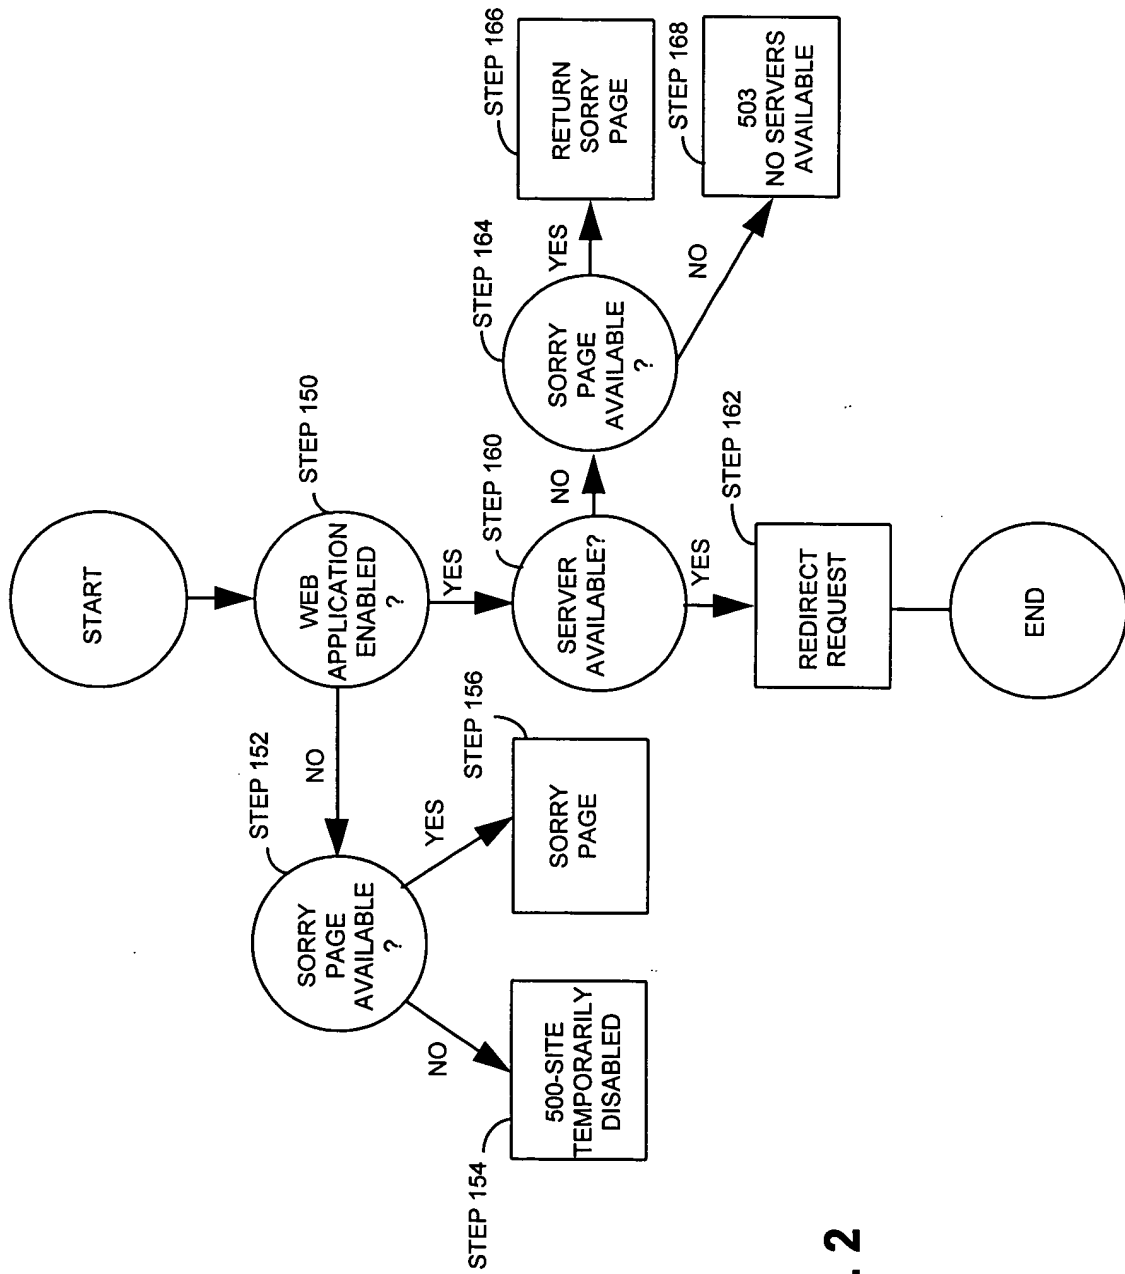 START
STEP 150
WEB
APPLICATION
ENABLED
?
NO
YES
STEP 152
SORRY
PAGE
AVAILABLE
?
NO
YES
STEP 154
500-SITE
TEMPORARILY
DISABLED
STEP 156
SORRY
PAGE
STEP 160
SERVER
AVAILABLE?
NO
YES
STEP 162
REDIRECT
REQUEST
END
STEP 164
SORRY
PAGE
AVAILABLE
?
YES
NO
STEP 166
RETURN
SORRY
PAGE
STEP 168
503
NO SERVERS
AVAILABLE
. 2